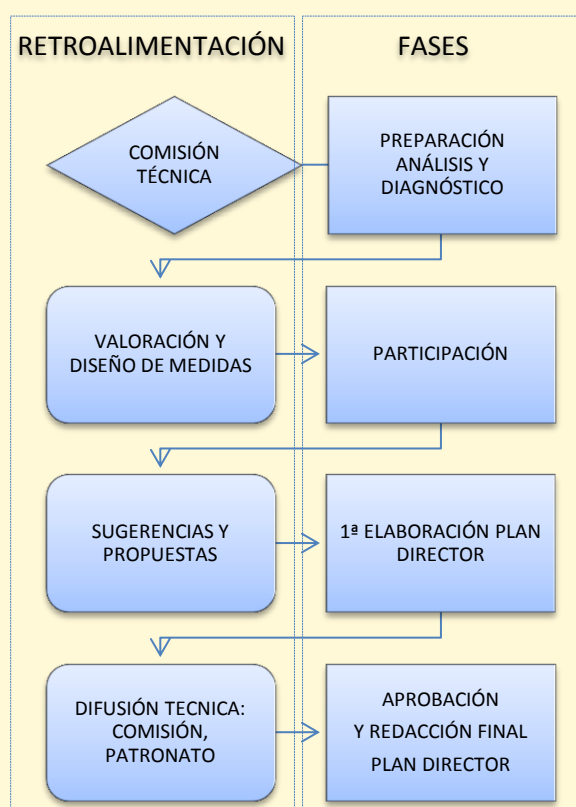 RETROALIMENTACIÓN
FASES
COMISIÓN
TÉCNICA
PREPARACIÓN
ANÁLISIS Y
DIAGNÓSTICO
VALORACIÓN Y
DISEÑO DE MEDIDAS
PARTICIPACIÓN
SUGERENCIAS Y
PROPUESTAS
1ª ELABORACIÓN PLAN
DIRECTOR
DIFUSIÓN TECNICA:
COMISIÓN,
PATRONATO
APROBACIÓN
Y REDACCIÓN FINAL
PLAN DIRECTOR